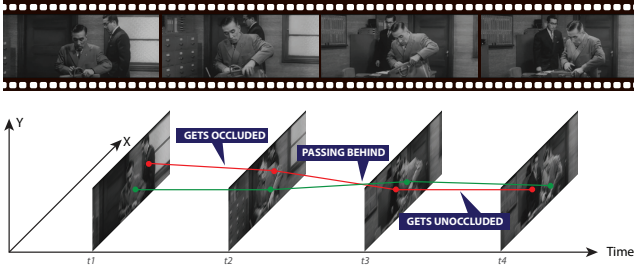 Y
X
GETS OCCLUDED
PASSING BEHIND
GETS UNOCCLUDED
Time
t1
t2
t3
t4